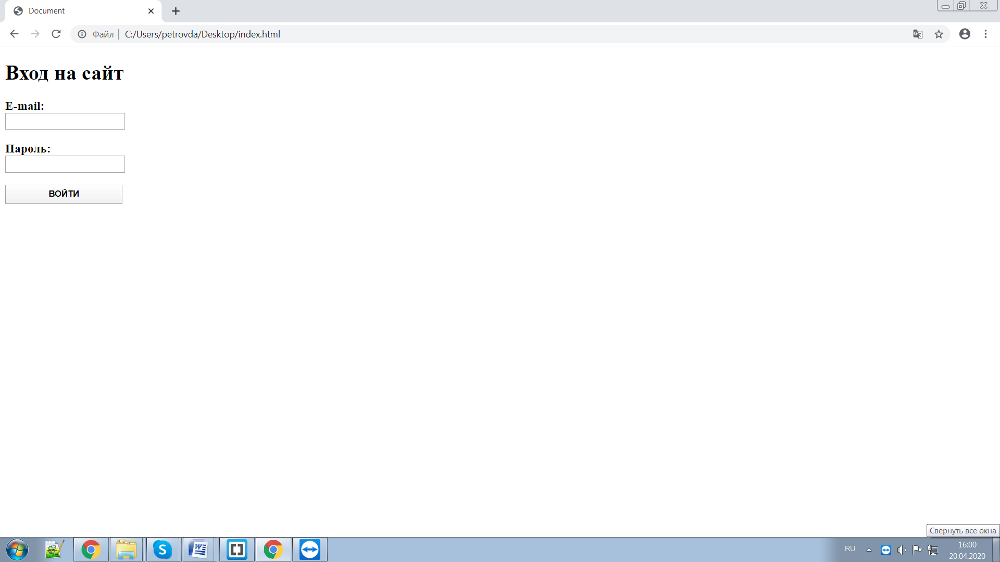 Document
Файл | C:/Users/petrovda/Desktop/index.html
Вход на сайт
E-mail:
Пароль:
ВОЙТИ
Свернуть все окна
RU
16:00
20.04.2020